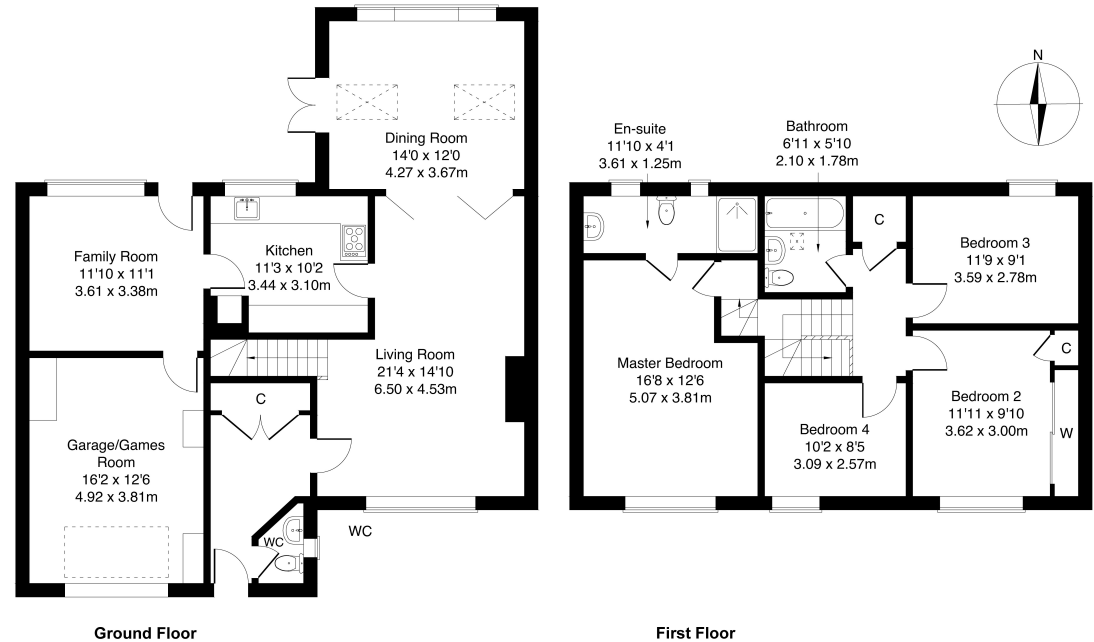 N
Dining Room
14'0 x 12'0
4.27 x 3.67m
Family Room
11'10 x 11'1
3.61 x 3.38m
Kitchen
11'3 x 10'2
3.44 x 3.10m
Living Room
21'4 x 14'10
6.50 x 4.53m
C
Garage/Games
Room
16'2 x 12'6
4.92 x 3.81m
WC
WC
Ground Floor
En-suite
11'10 x 4'1
3.61 x 1.25m
Bathroom
6'11 x 5'10
2.10 x 1.78m
C
Bedroom 3
11'9 x 9'1
3.59 x 2.78m
Master Bedroom
16'8 x 12'6
5.07 x 3.81m
C
Bedroom 2
11'11 x 9'10
3.62 x 3.00m
W
Bedroom 4
10'2 x 8'5
3.09 x 2.57m
First Floor